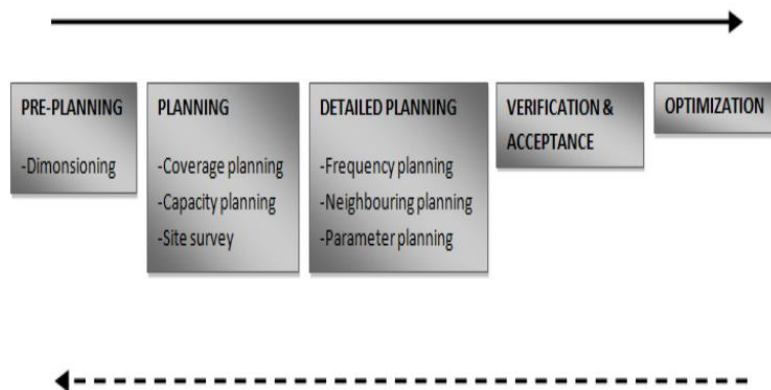 PRE-PLANNING
-Dimonsioning
PLANNING
-Coverage planning
-Capacity planning
-Site survey
DETAILED PLANNING
-Frequency planning
-Neighbouring planning
-Parameter planning
VERIFICATION &
ACCEPTANCE
OPTIMIZATION